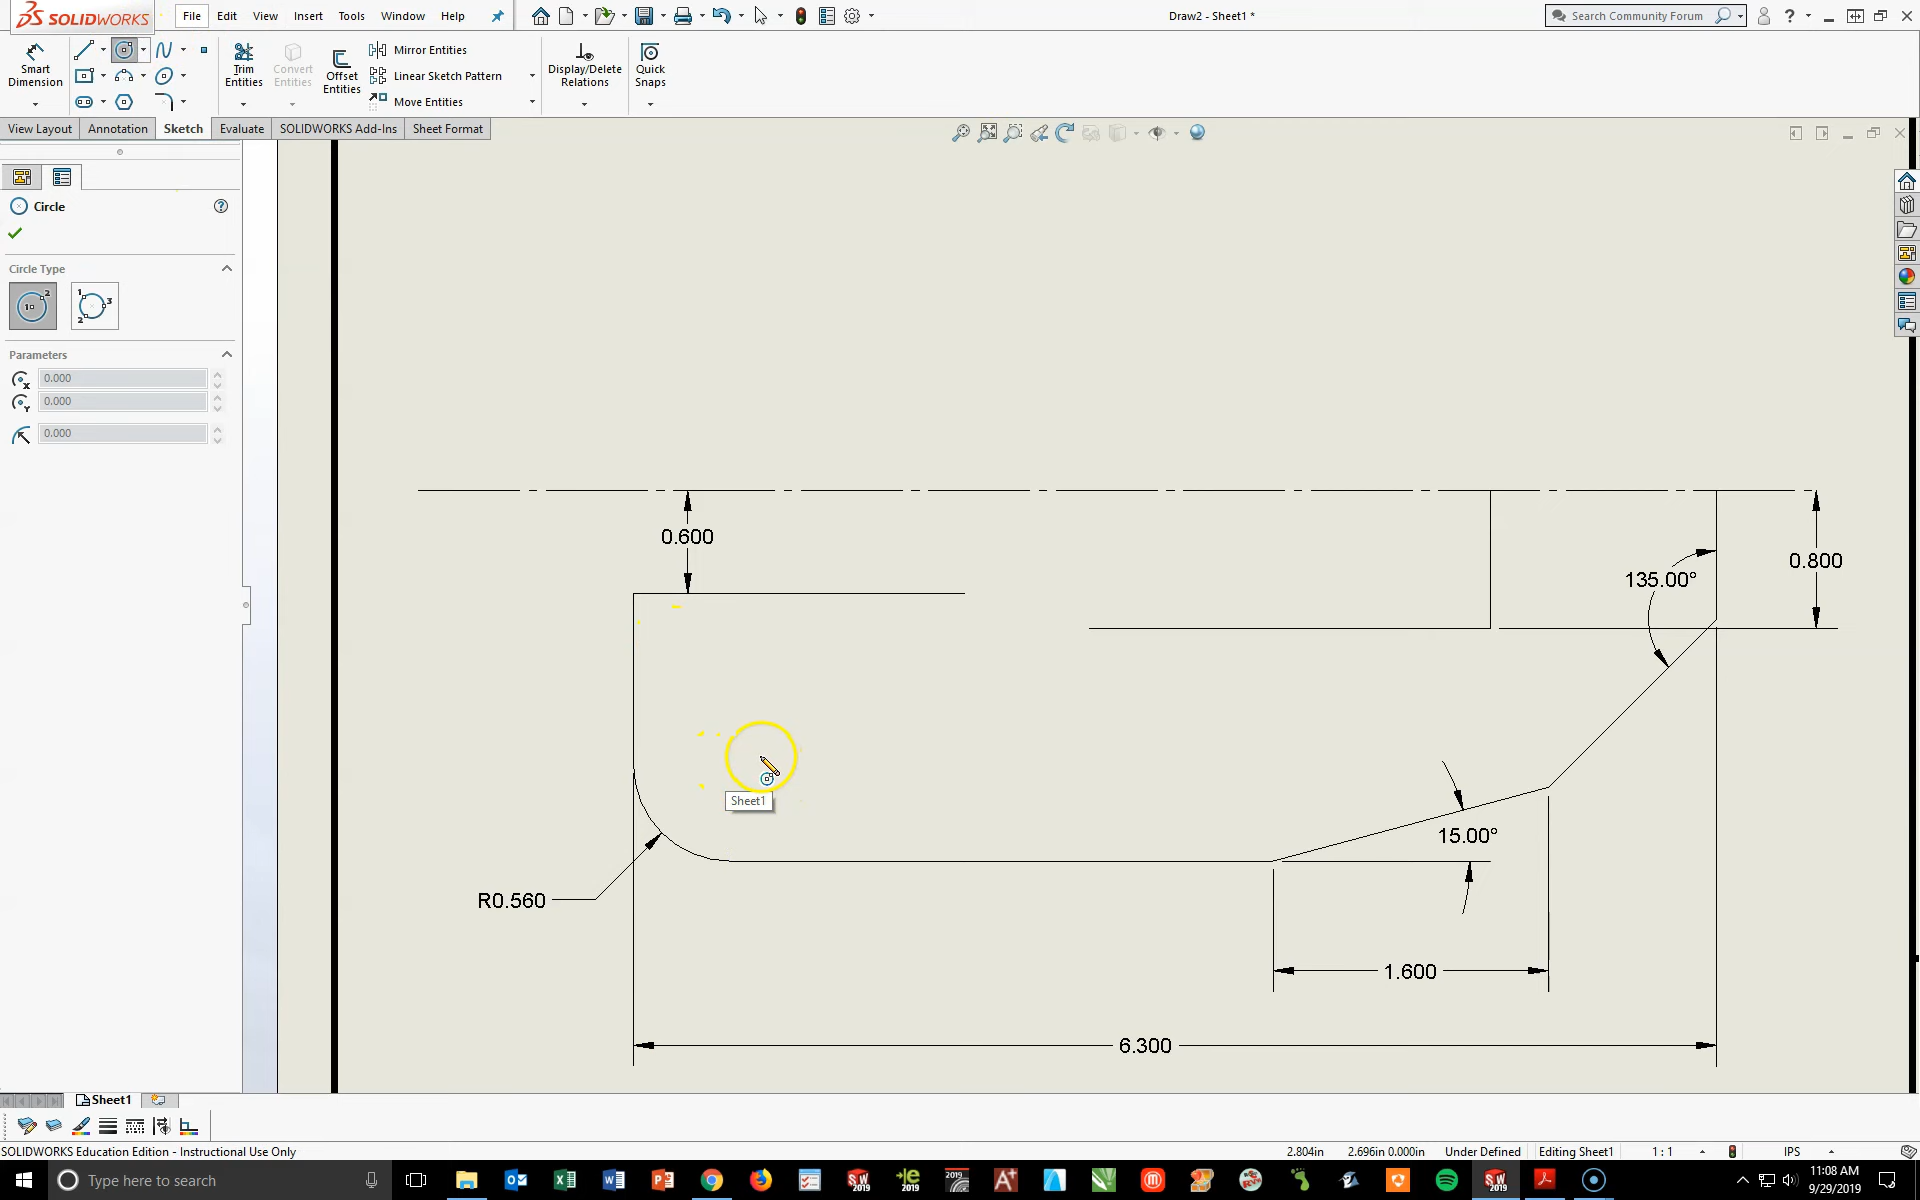 SOLIDWORKS
File Edit View Insert Tools Window Help
Draw2 - Sheet1 *
Search Community Forum
Smart Dimension
Trim Entities
Convert Entities
Offset Entities
Mirror Entities
Linear Sketch Pattern
Move Entities
Display/Delete Relations
Quick Snaps
View Layout Annotation Sketch Evaluate SOLIDWORKS Add-Ins Sheet Format
Circle
Circle Type
Parameters
0.000
0.000
0.000
0.600
135.00°
0.800
Sheet1
15.00°
R0.560
1.600
6.300
Sheet1
SOLIDWORKS Education Edition - Instructional Use Only
2.804in 2.696in 0.000in Under Defined Editing Sheet1 1 : 1 IPS
Type here to search
11:08 AM
9/29/2019